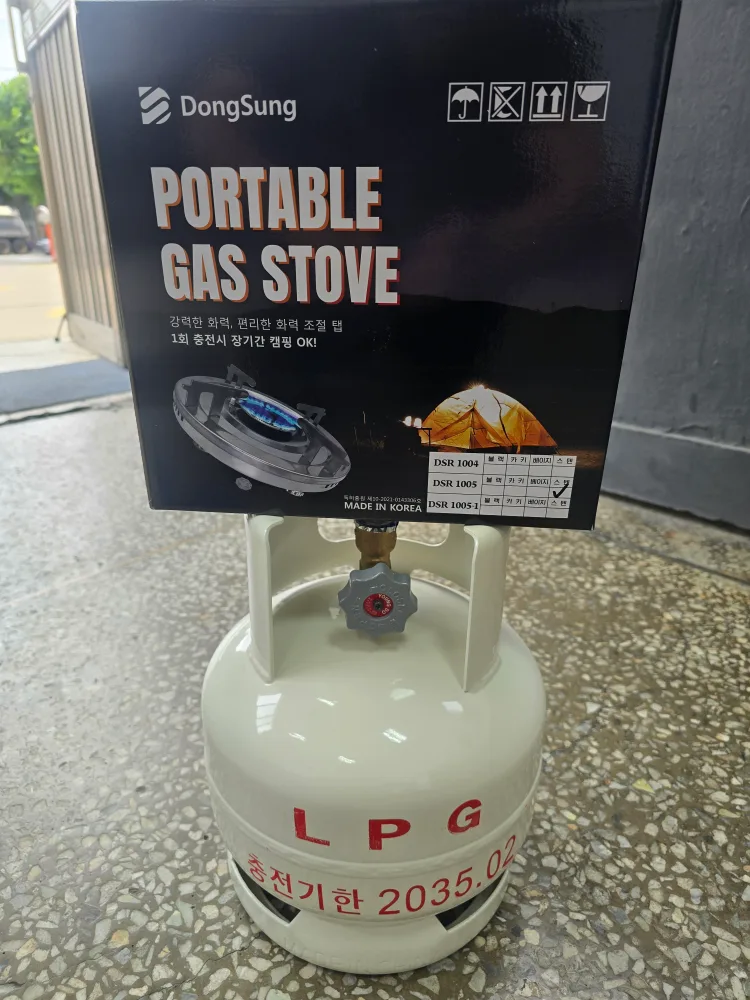 DongSung
PORTABLE
GAS STOVE
강력한 화력, 편리한 화력 조절 탭
1회 충전시 장기간 캠핑 OK!
DSR 1004 블 랙 카 키 베이지 스 텐
DSR 1005 블 랙 카 키 베이지 스 텐
DSR 1005-1 블 랙 카 키 베이지 스 텐
MADE IN KOREA
L P G
충전기한 2035.02